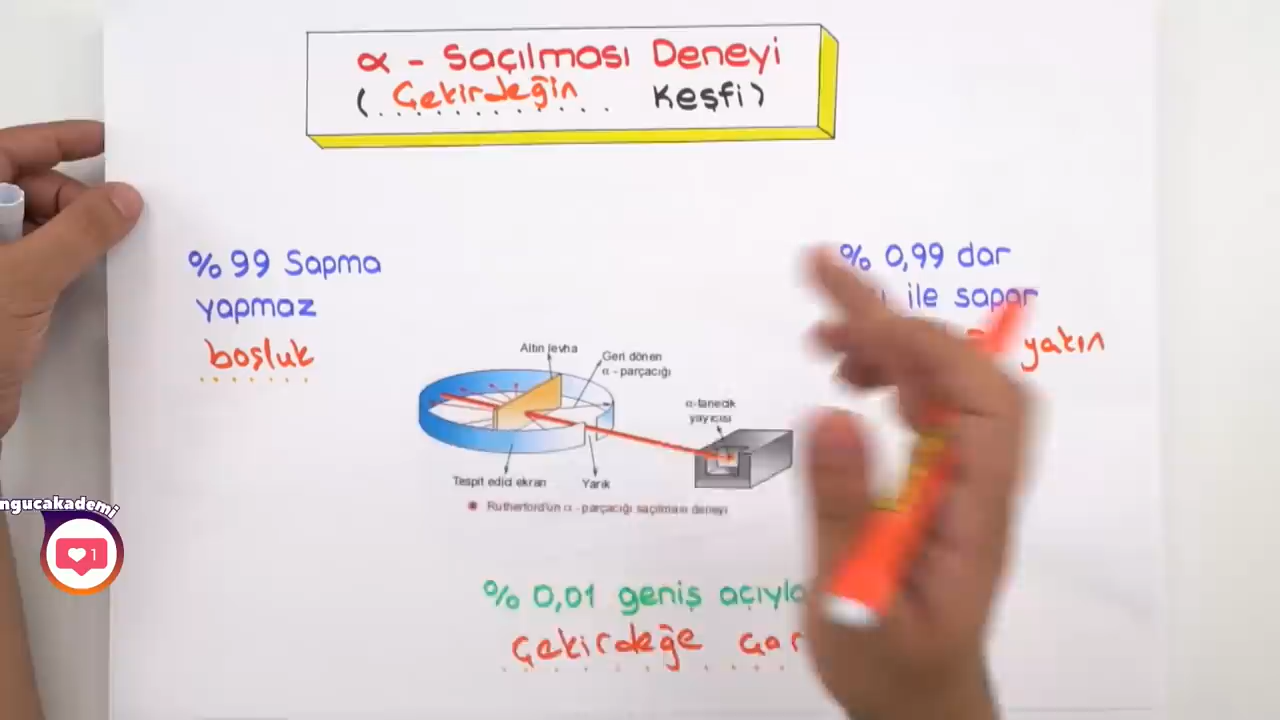 α - Saçılması Deneyi
(Çekirdeğin Keşfi)
% 99 Sapma
yapmaz
boşluk
% 0,99 dar
ile sapar
yakın
Altın levha
Geri dönen
α - parçacığı
α-tanecik
yayıcısı
Tespit edici ekran
Yarık
Rutherford'un α - parçacığı saçılması deneyi
% 0,01 geniş açıyla
Çekirdeğe
ngucakademi
1